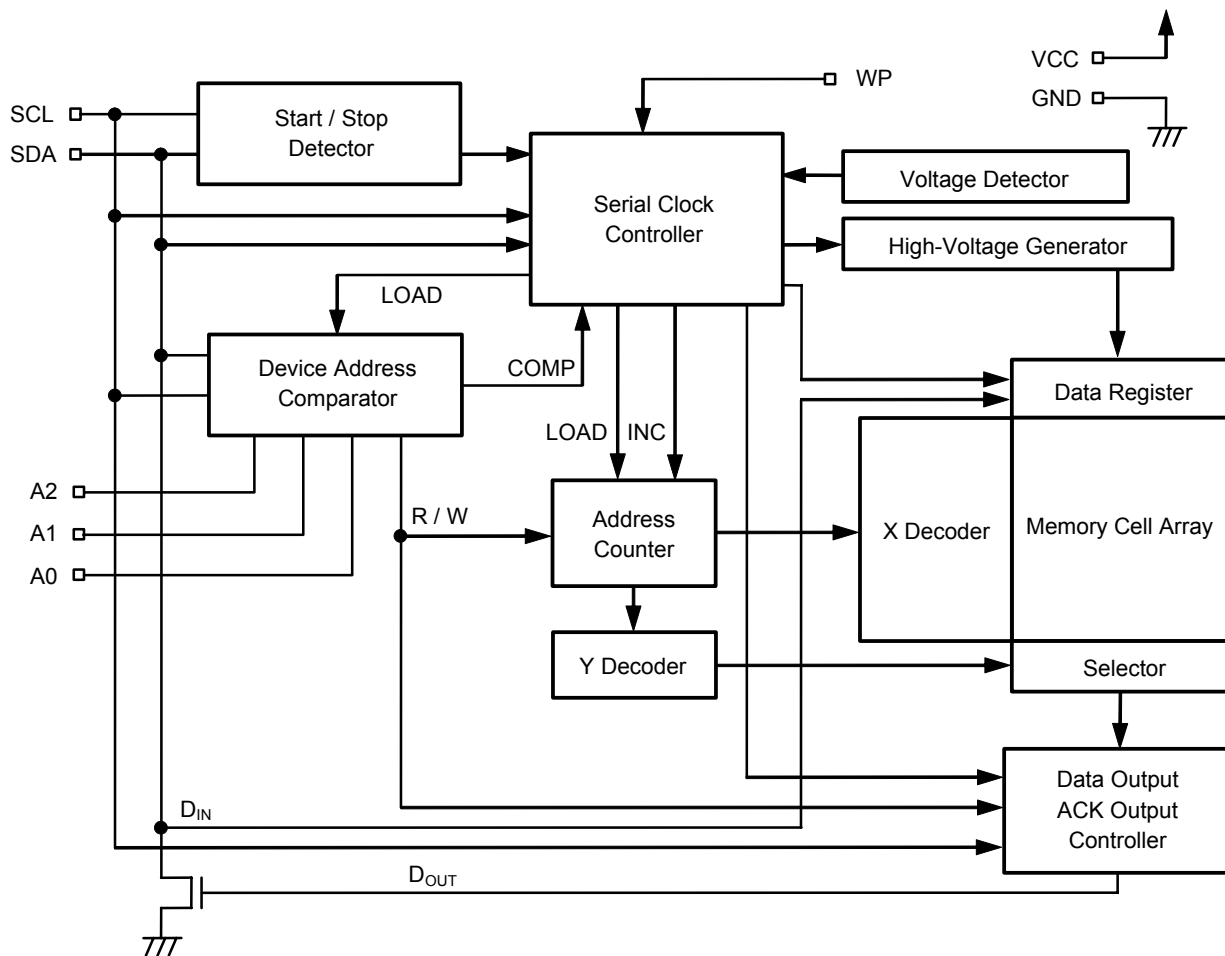 WP
VCC
GND
SCL
SDA
Start / Stop
Detector
Serial Clock
Controller
Voltage Detector
High-Voltage Generator
LOAD
Device Address
Comparator
COMP
LOAD
INC
Data Register
A2
A1
A0
R / W
Address
Counter
X Decoder
Memory Cell Array
Y Decoder
Selector
Data Output
ACK Output
Controller
DIN
DOUT